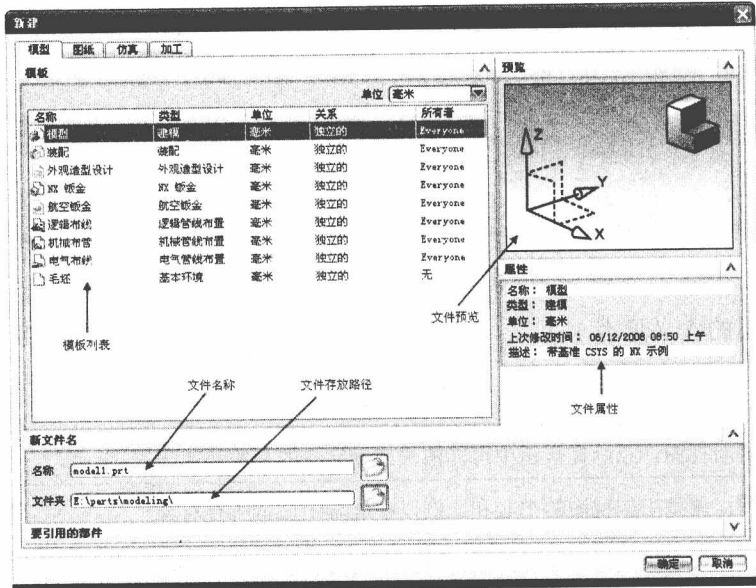 新建
模型 图纸 仿真 加工
模板
单位 毫米
名称 类型 单位 关系 所有者
模型 建模 毫米 独立的 Everyone
装配 装配 毫米 独立的 Everyone
外观造型设计 外观造型设计 毫米 独立的 Everyone
NX 钣金 NX 钣金 毫米 独立的 Everyone
航空钣金 航空钣金 毫米 独立的 Everyone
逻辑布线 逻辑管线布置 毫米 独立的 Everyone
机械布管 机械管线布置 毫米 独立的 Everyone
电气布线 电气管线布置 毫米 独立的 Everyone
毛坯 基本环境 毫米 独立的 无
模板列表
文件名称
文件存放路径
文件预览
预览
Z
Y
X
属性
名称： 模型
类型： 建模
单位： 毫米
上次修改时间： 06/12/2008 08:50 上午
描述： 带基准 CSYS 的 NX 示例
文件属性
新文件名
名称 model1.prt
文件夹 E:\parts\modeling\
要引用的部件
确定 取消